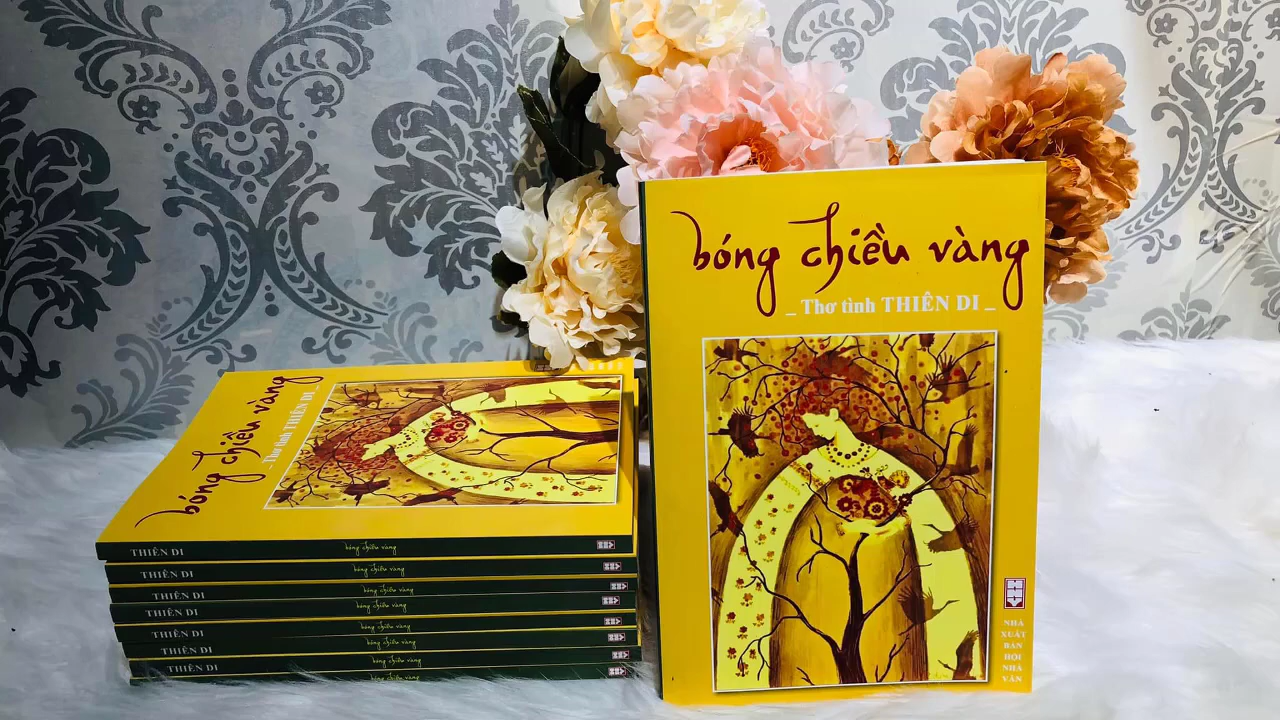 bóng chiều vàng
_ Thơ tình THIÊN DI _
NHÀ
XUẤT
BẢN
HỘI
NHÀ
VĂN
bóng chiều vàng
_ Thơ tình THIÊN DI _
THIÊN DI bóng chiều vàng
THIÊN DI bóng chiều vàng
THIÊN DI bóng chiều vàng
THIÊN DI bóng chiều vàng
THIÊN DI bóng chiều vàng
THIÊN DI bóng chiều vàng
THIÊN DI bóng chiều vàng
bóng chiều vàng